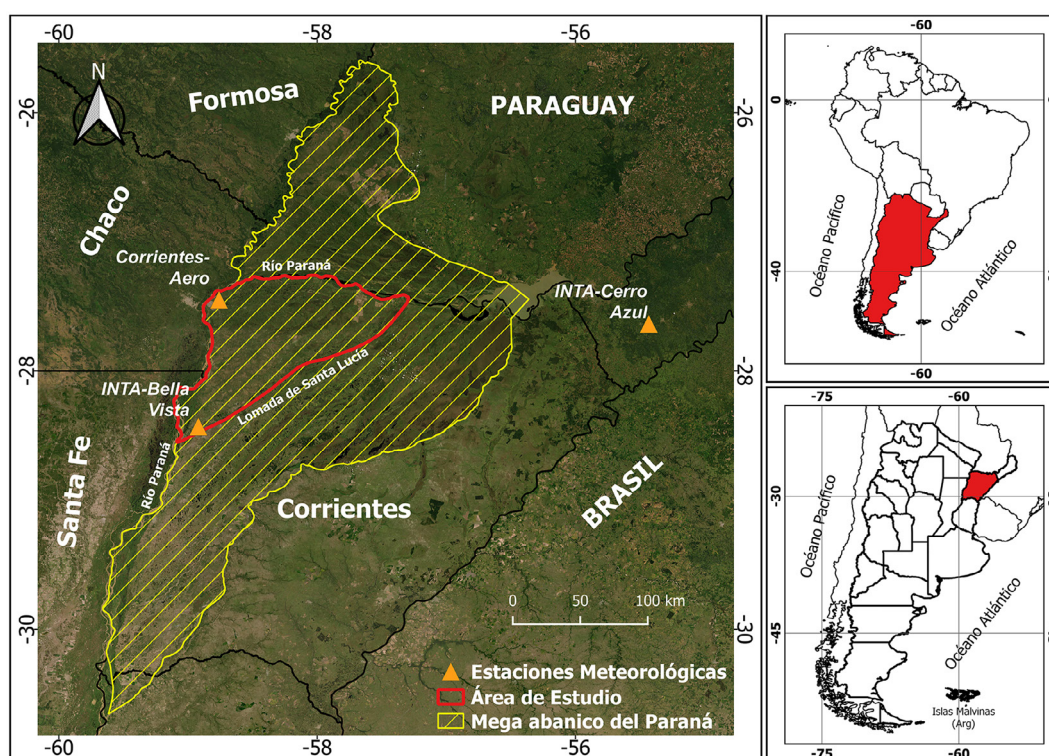 -60
-58
-56
-26
-26
-28
-28
-30
-30
-60
-58
-56
N
Formosa
PARAGUAY
Chaco
Corrientes-
Aero
Río Paraná
INTA-Cerro
Azul
INTA-Bella
Vista
Lomada de Santa Lucía
Río Paraná
Santa Fe
Corrientes
BRASIL
0 50 100 km
Estaciones Meteorológicas
Área de Estudio
Mega abanico del Paraná
-60
0
-40
Océano Pacífico
Océano Atlántico
-60
-75
-60
-30
-45
Océano Pacífico
Océano Atlántico
Islas Malvinas
(Arg)
-75
-60